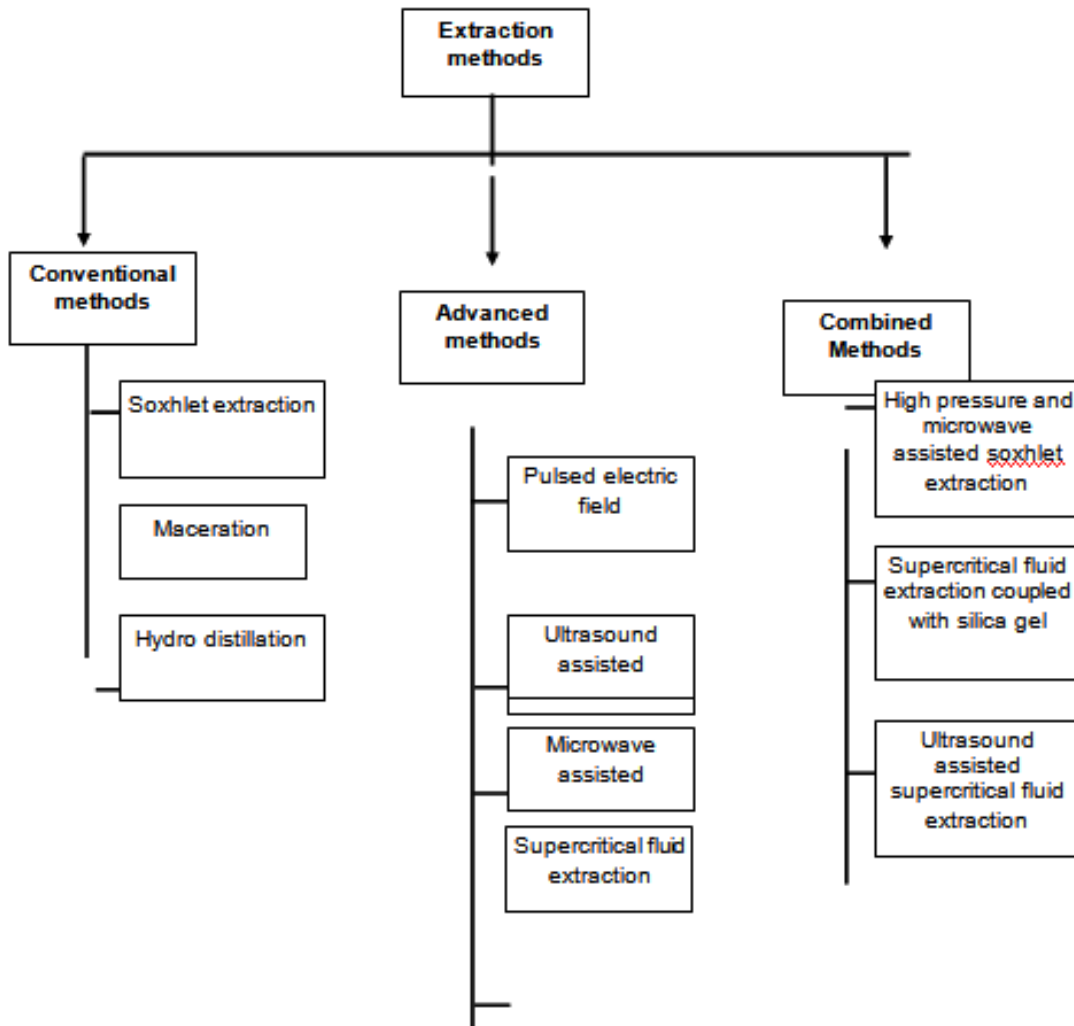 Extraction
methods
Conventional
methods
Soxhlet extraction
Maceration
Hydro distillation
Advanced
methods
Pulsed electric
field
Ultrasound
assisted
Microwave
assisted
Supercritical fluid
extraction
Combined
Methods
High pressure and
microwave
assisted soxhlet
extraction
Supercritical fluid
extraction coupled
with silica gel
Ultrasound
assisted
supercritical fluid
extraction